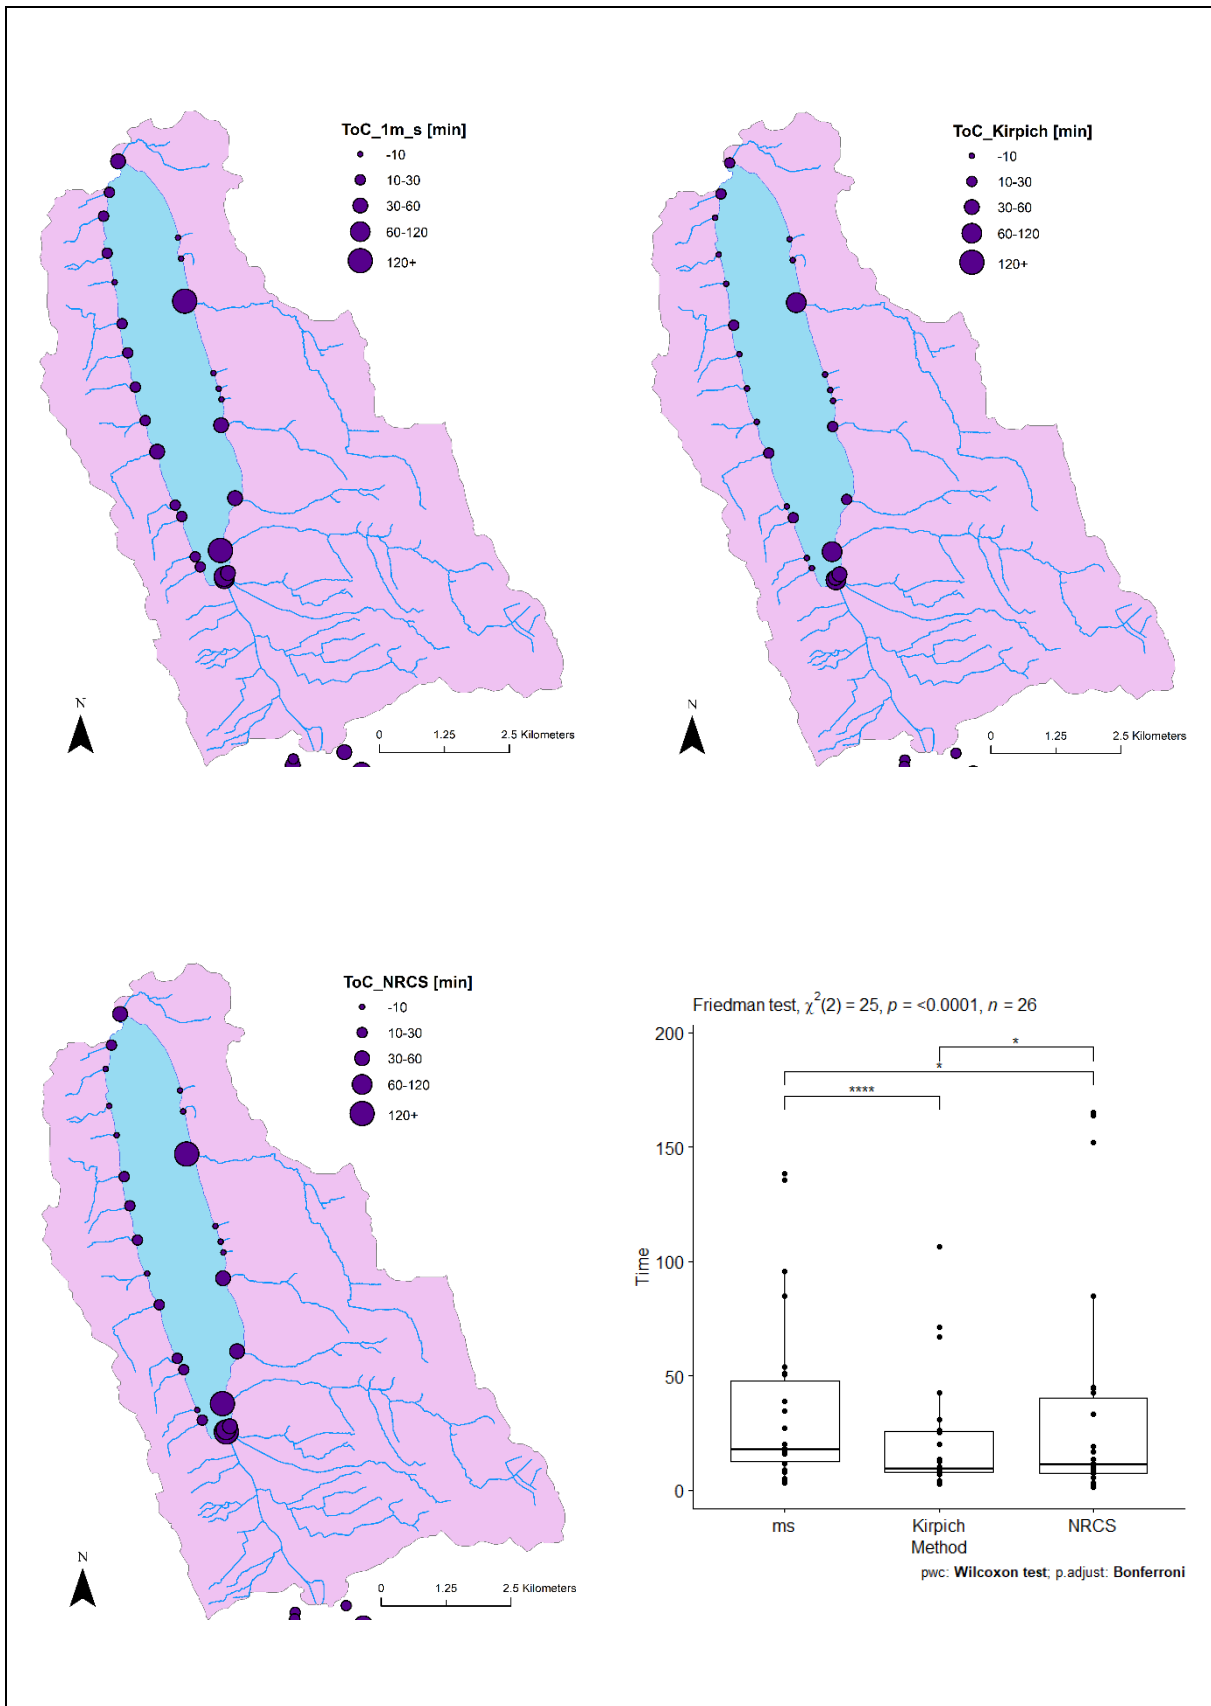 ToC_1m_s [min]
-10
10-30
30-60
60-120
120+
N
0 1.25 2.5 Kilometers
ToC_Kirpich [min]
-10
10-30
30-60
60-120
120+
N
0 1.25 2.5 Kilometers
ToC_NRCS [min]
-10
10-30
30-60
60-120
120+
N
0 1.25 2.5 Kilometers
Friedman test, χ²(2) = 25, p = <0.0001, n = 26
200
150
100
50
0
Time
*
*
****
ms Kirpich NRCS
Method
pwc: Wilcoxon test; p.adjust: Bonferroni